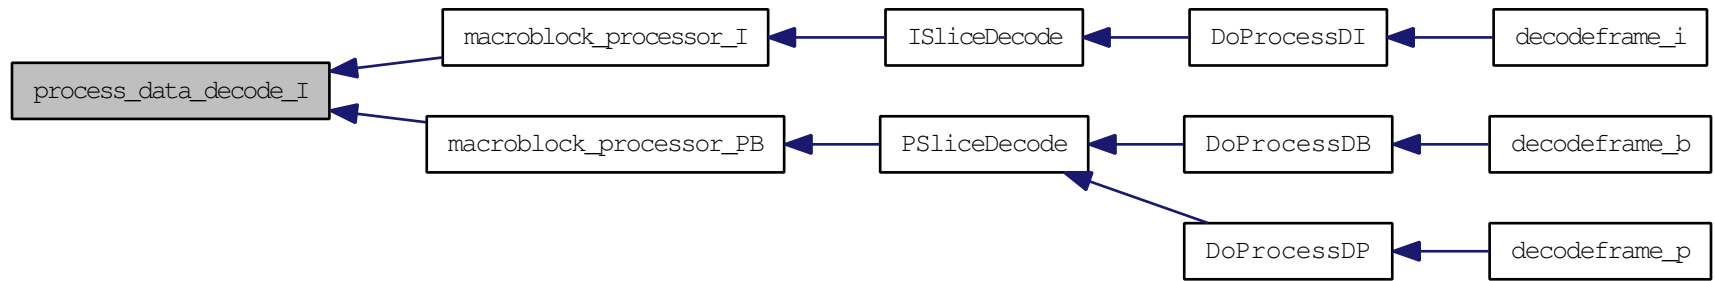 process_data_decode_I
macroblock_processor_I
ISliceDecode
DoProcessDI
decodeframe_i
macroblock_processor_PB
PSliceDecode
DoProcessDB
decodeframe_b
DoProcessDP
decodeframe_p